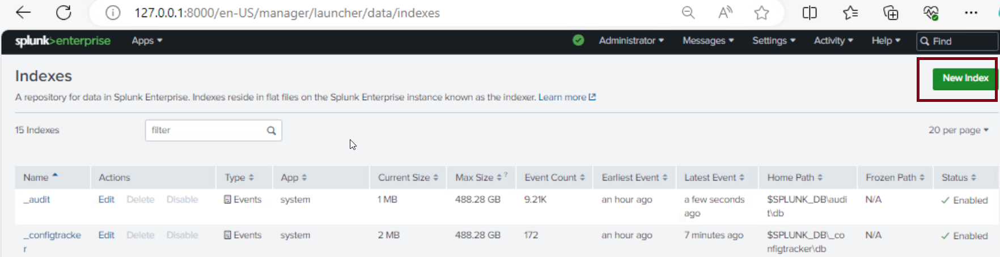 127.0.0.1:8000/en-US/manager/launcher/data/indexes
splunk>enterprise Apps Administrator Messages Settings Activity Help Find
Indexes
New Index
A repository for data in Splunk Enterprise. Indexes reside in flat files on the Splunk Enterprise instance known as the indexer. Learn more
15 Indexes filter 20 per page
Name Actions Type App Current Size Max Size ? Event Count Earliest Event Latest Event Home Path Frozen Path Status
_audit Edit Delete Disable Events system 1 MB 488.28 GB 9.21K an hour ago a few seconds $SPLUNK_DB\audi N/A Enabled
ago t\db
_configtracke Edit Delete Disable Events system 2 MB 488.28 GB 172 an hour ago 7 minutes ago $SPLUNK_DB\_co N/A Enabled
r nfigtracker\db